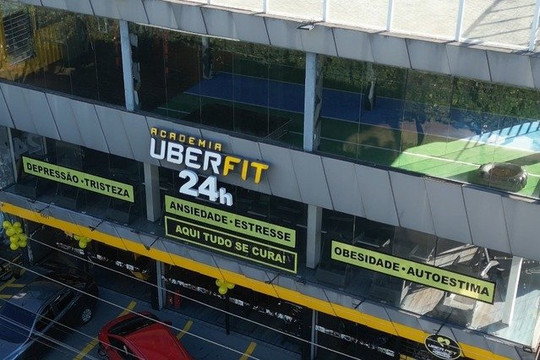 ACADEMIA
UBERFIT
24h
DEPRESSÃO • TRISTEZA
ANSIEDADE • ESTRESSE
AQUI TUDO SE CURA!
OBESIDADE • AUTOESTIMA